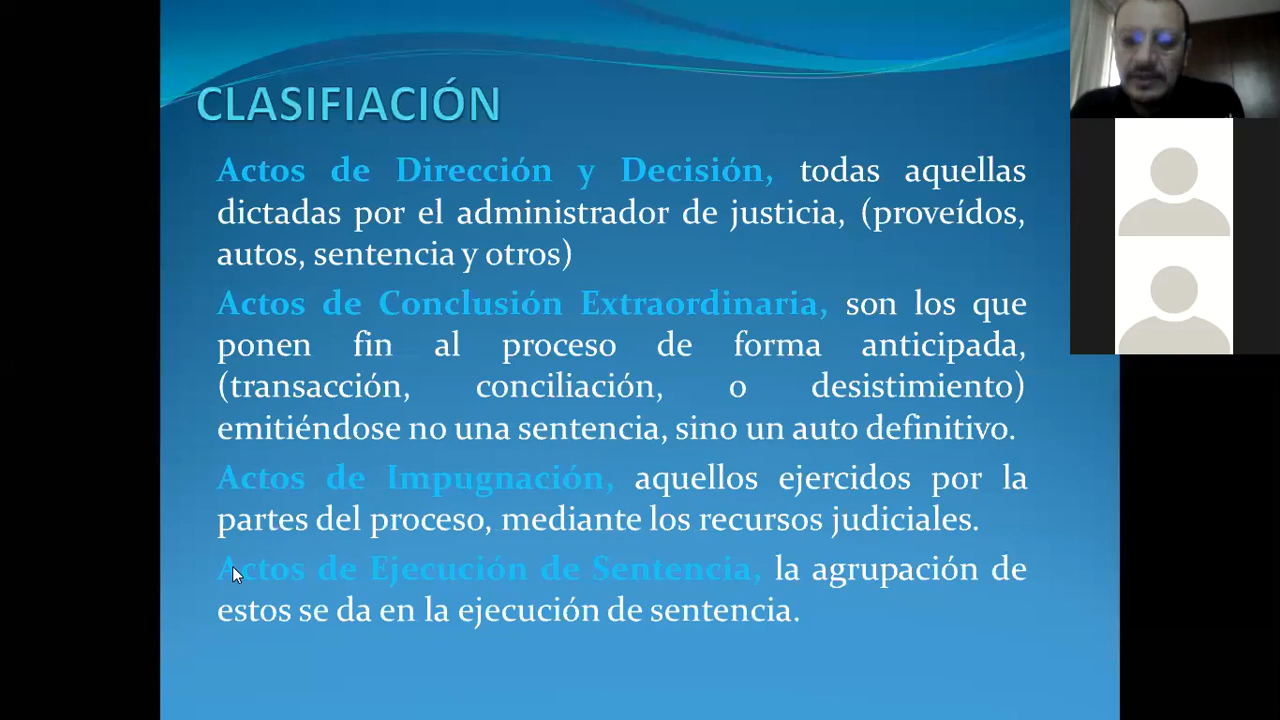 CLASIFIACIÓN
Actos de Dirección y Decisión, todas aquellas
dictadas por el administrador de justicia, (proveídos,
autos, sentencia y otros)
Actos de Conclusión Extraordinaria, son los que
ponen fin al proceso de forma anticipada,
(transacción, conciliación, o desistimiento)
emitiéndose no una sentencia, sino un auto definitivo.
Actos de Impugnación, aquellos ejercidos por la
partes del proceso, mediante los recursos judiciales.
Actos de Ejecución de Sentencia, la agrupación de
estos se da en la ejecución de sentencia.